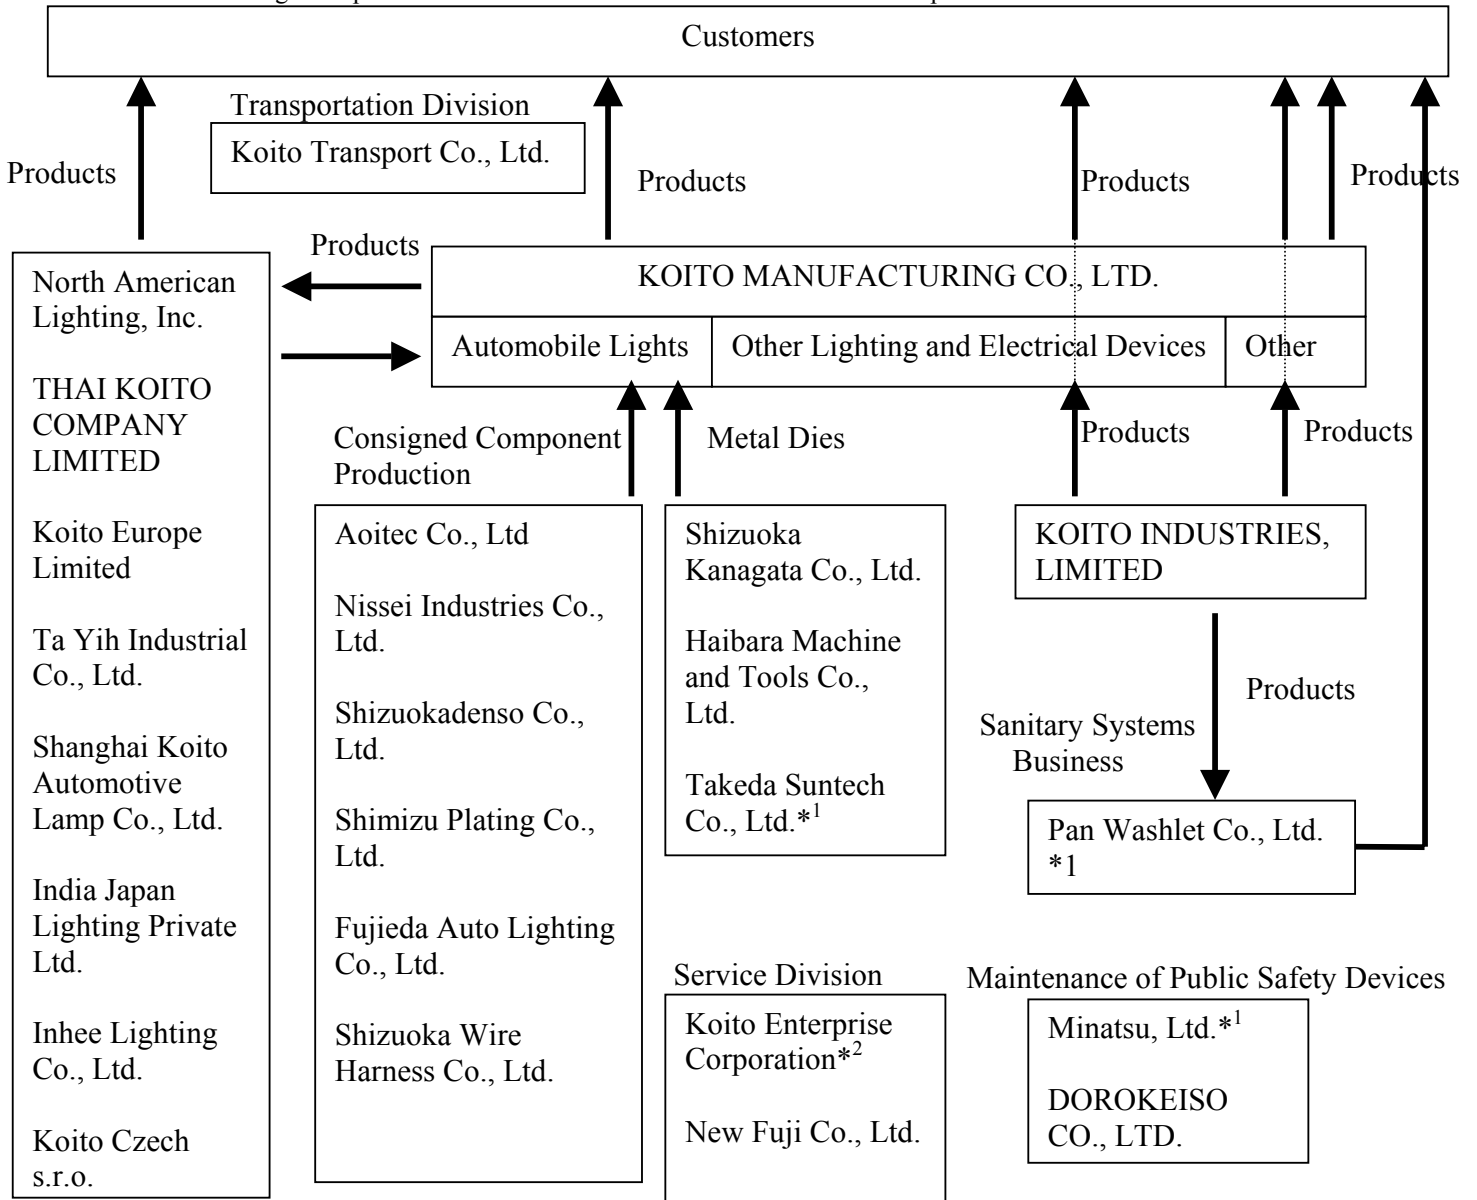 Customers
Transportation Division
Koito Transport Co., Ltd.
Products
Products
Products
Products
Products
KOITO MANUFACTURING CO., LTD.
Automobile Lights
Other Lighting and Electrical Devices
Other
North American
Lighting, Inc.
THAI KOITO
COMPANY
LIMITED
Koito Europe
Limited
Ta Yih Industrial
Co., Ltd.
Shanghai Koito
Automotive
Lamp Co., Ltd.
India Japan
Lighting Private
Ltd.
Inhee Lighting
Co., Ltd.
Koito Czech
s.r.o.
Consigned Component
Production
Metal Dies
Products
Products
Aoitec Co., Ltd
Nissei Industries Co.,
Ltd.
Shizuokadenso Co.,
Ltd.
Shimizu Plating Co.,
Ltd.
Fujieda Auto Lighting
Co., Ltd.
Shizuoka Wire
Harness Co., Ltd.
Shizuoka
Kanagata Co., Ltd.
Haibara Machine
and Tools Co.,
Ltd.
Takeda Suntech
Co., Ltd.*1
KOITO INDUSTRIES,
LIMITED
Products
Sanitary Systems
Business
Pan Washlet Co., Ltd.
*1
Service Division
Koito Enterprise
Corporation*2
New Fuji Co., Ltd.
Maintenance of Public Safety Devices
Minatsu, Ltd.*1
DOROKEISO
CO., LTD.